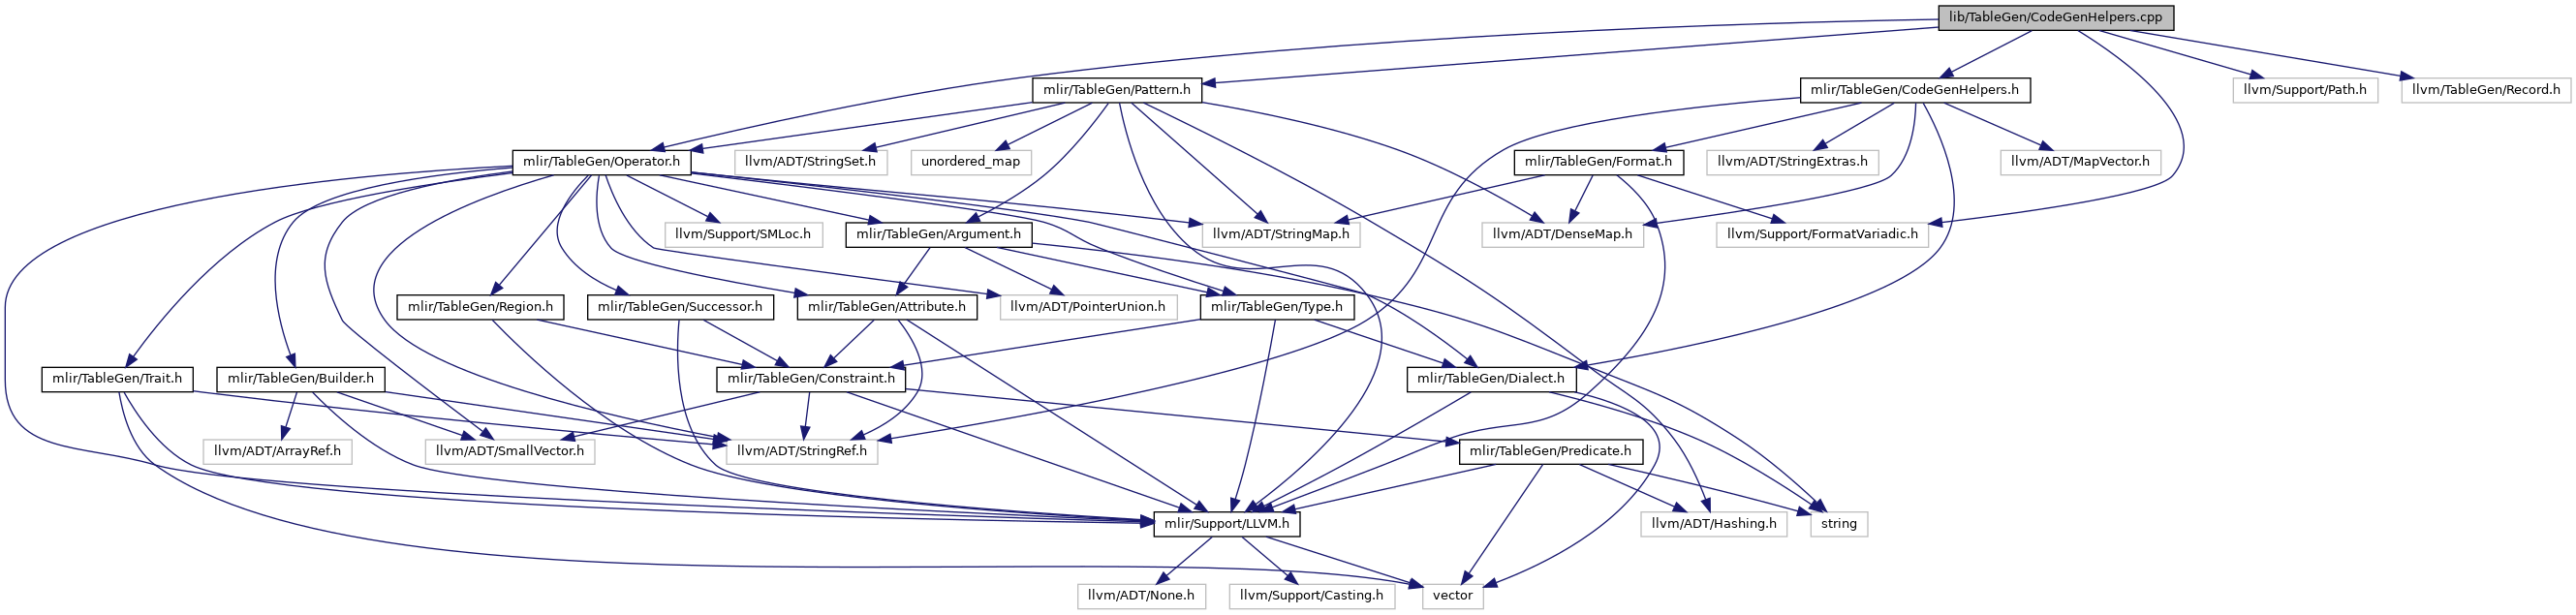 lib/TableGen/CodeGenHelpers.cpp
mlir/TableGen/Pattern.h
mlir/TableGen/CodeGenHelpers.h
llvm/Support/Path.h
llvm/TableGen/Record.h
mlir/TableGen/Operator.h
llvm/ADT/StringSet.h
unordered_map
mlir/TableGen/Format.h
llvm/ADT/StringExtras.h
llvm/ADT/MapVector.h
llvm/Support/SMLoc.h
mlir/TableGen/Argument.h
llvm/ADT/StringMap.h
llvm/ADT/DenseMap.h
llvm/Support/FormatVariadic.h
mlir/TableGen/Region.h
mlir/TableGen/Successor.h
mlir/TableGen/Attribute.h
llvm/ADT/PointerUnion.h
mlir/TableGen/Type.h
mlir/TableGen/Trait.h
mlir/TableGen/Builder.h
mlir/TableGen/Constraint.h
mlir/TableGen/Dialect.h
llvm/ADT/ArrayRef.h
llvm/ADT/SmallVector.h
llvm/ADT/StringRef.h
mlir/TableGen/Predicate.h
mlir/Support/LLVM.h
llvm/ADT/Hashing.h
string
llvm/ADT/None.h
llvm/Support/Casting.h
vector